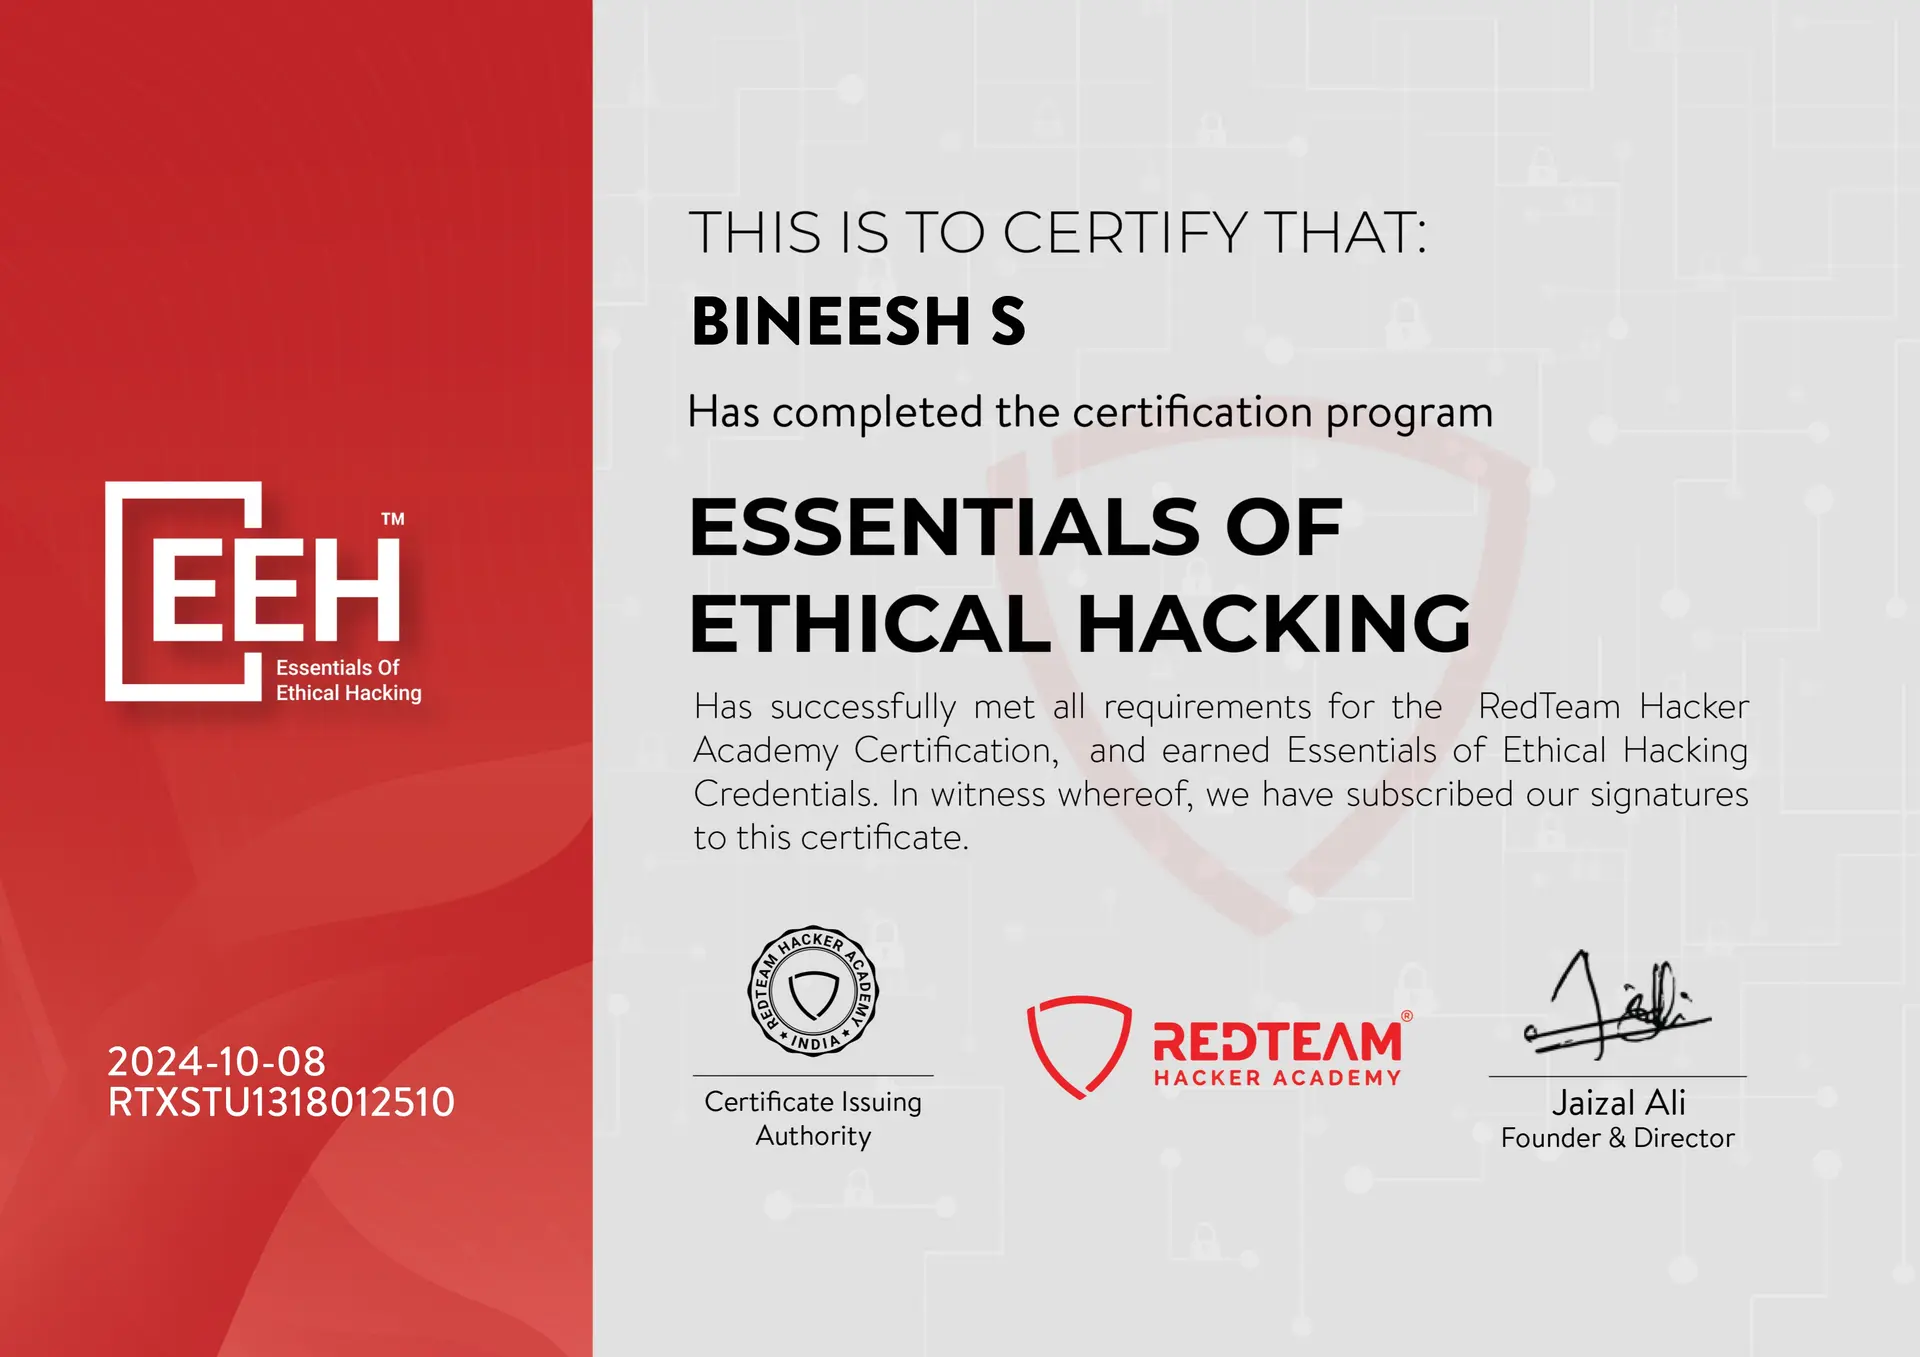 THIS IS TO CERTIFY THAT:
BINEESH S
Has completed the certification program
ESSENTIALS OF
ETHICAL HACKING
Has successfully met all requirements for the RedTeam Hacker
Academy Certification, and earned Essentials of Ethical Hacking
Credentials. In witness whereof, we have subscribed our signatures
to this certificate.
EEH™
Essentials Of
Ethical Hacking
2024-10-08
RTXSTU1318012510
REDTEAM HACKER ACADEMY
★ INDIA ★
Certificate Issuing
Authority
REDTEAM®
HACKER ACADEMY
Jaizal Ali
Founder & Director